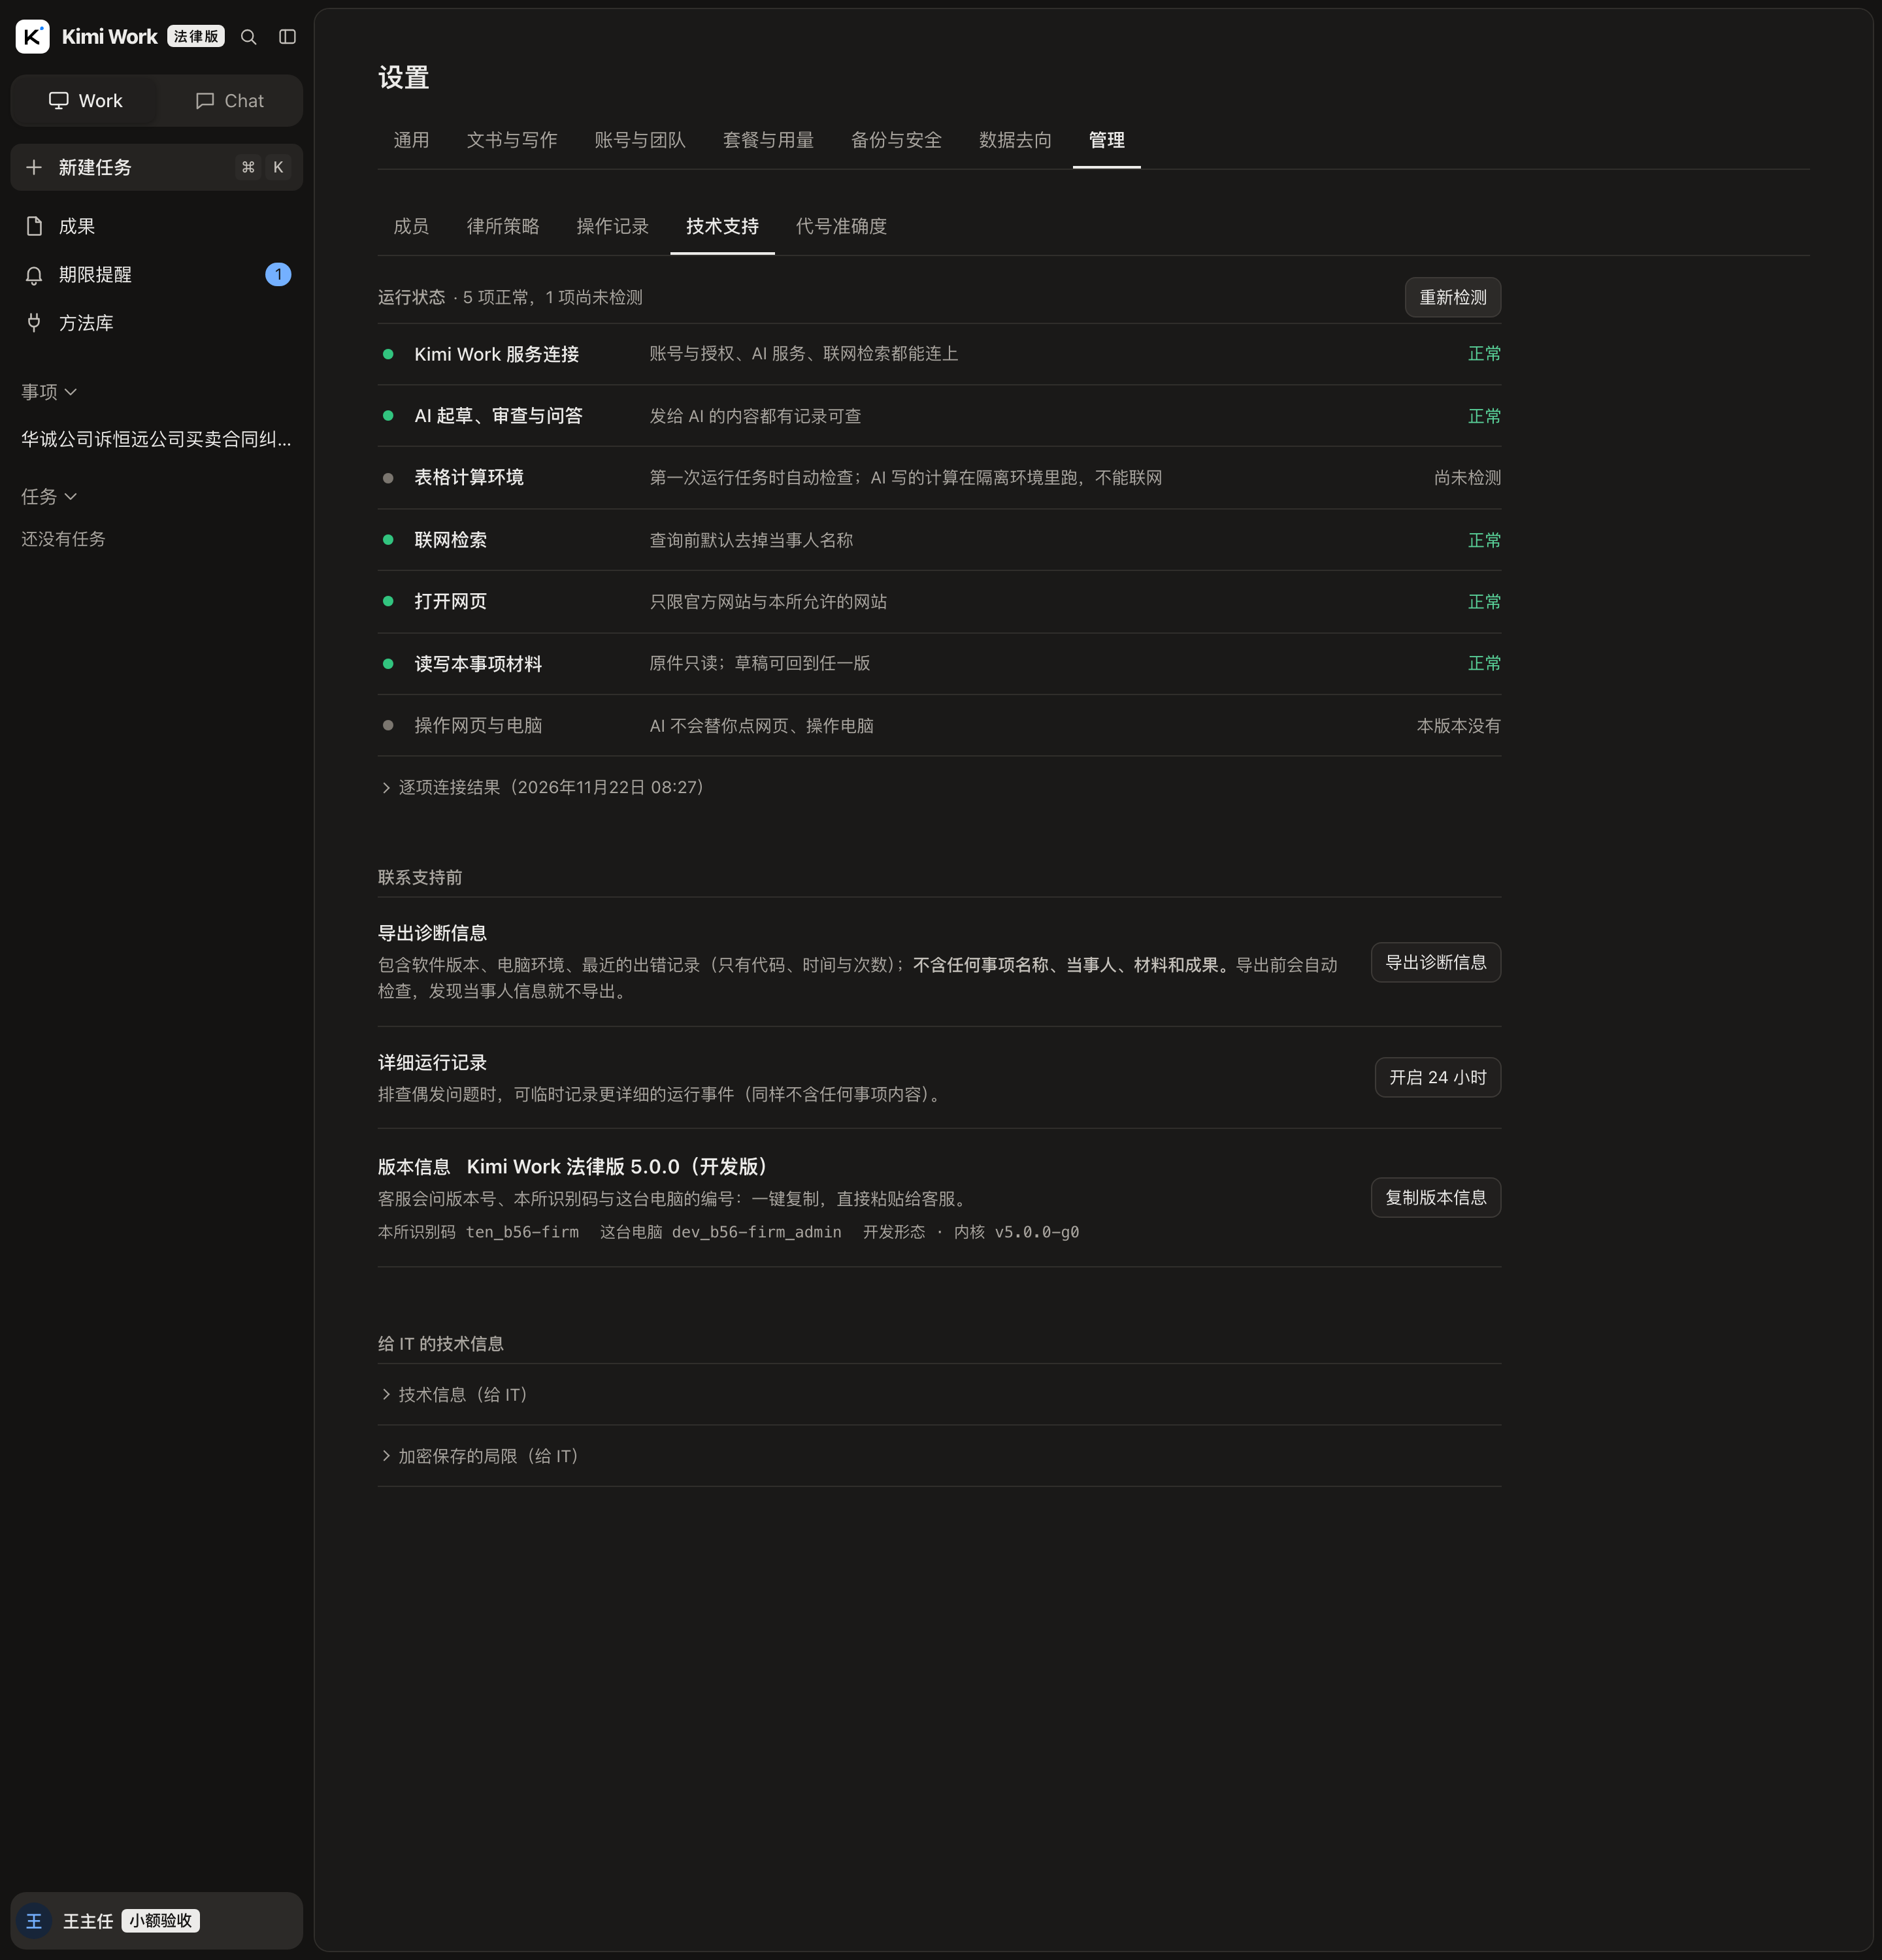 Kimi Work 法律版
Work
Chat
新建任务 ⌘ K
成果
期限提醒 1
方法库
事项
华诚公司诉恒远公司买卖合同纠...
任务
还没有任务
王 王主任 小额验收
设置
通用 文书与写作 账号与团队 套餐与用量 备份与安全 数据去向 管理
成员 律所策略 操作记录 技术支持 代号准确度
运行状态 · 5 项正常，1 项尚未检测 重新检测
Kimi Work 服务连接 账号与授权、AI 服务、联网检索都能连上 正常
AI 起草、审查与问答 发给 AI 的内容都有记录可查 正常
表格计算环境 第一次运行任务时自动检查；AI 写的计算在隔离环境里跑，不能联网 尚未检测
联网检索 查询前默认去掉当事人名称 正常
打开网页 只限官方网站与本所允许的网站 正常
读写本事项材料 原件只读；草稿可回到任一版 正常
操作网页与电脑 AI 不会替你点网页、操作电脑 本版本没有
逐项连接结果（2026年11月22日 08:27）
联系支持前
导出诊断信息
包含软件版本、电脑环境、最近的出错记录（只有代码、时间与次数）；不含任何事项名称、当事人、材料和成果。导出前会自动
检查，发现当事人信息就不导出。
导出诊断信息
详细运行记录
排查偶发问题时，可临时记录更详细的运行事件（同样不含任何事项内容）。
开启 24 小时
版本信息 Kimi Work 法律版 5.0.0（开发版）
客服会问版本号、本所识别码与这台电脑的编号：一键复制，直接粘贴给客服。
本所识别码 ten_b56-firm 这台电脑 dev_b56-firm_admin 开发形态 · 内核 v5.0.0-g0
复制版本信息
给 IT 的技术信息
技术信息（给 IT）
加密保存的局限（给 IT）